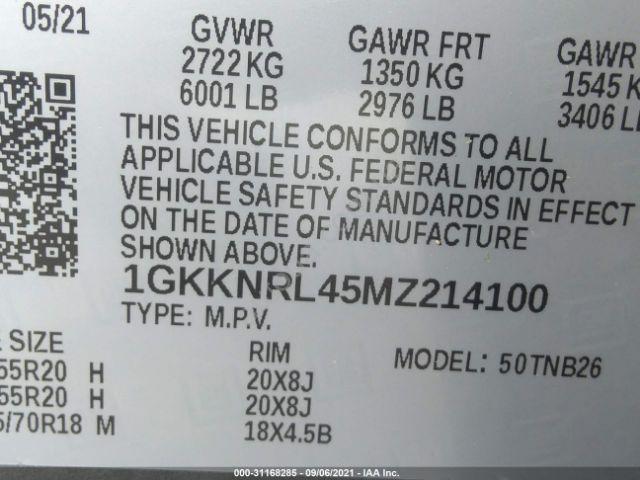 05/21 GVWR GAWR FRT GAWR
2722 KG 1350 KG 1545 K
6001 LB 2976 LB 3406 L
THIS VEHICLE CONFORMS TO ALL
APPLICABLE U.S. FEDERAL MOTOR
VEHICLE SAFETY STANDARDS IN EFFECT
ON THE DATE OF MANUFACTURE
SHOWN ABOVE.
1GKKNRL45MZ214100
TYPE: M.P.V.
E SIZE RIM MODEL: 50TNB26
55R20 H 20X8J
55R20 H 20X8J
5/70R18 M 18X4.5B
000-31168285 - 09/06/2021 - IAA Inc.